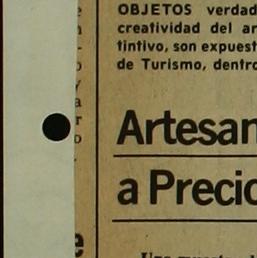 OBJETOS verdad
creatividad del ar
tintivo, son expuest
de Turismo, dentro
Artesan
a Precio